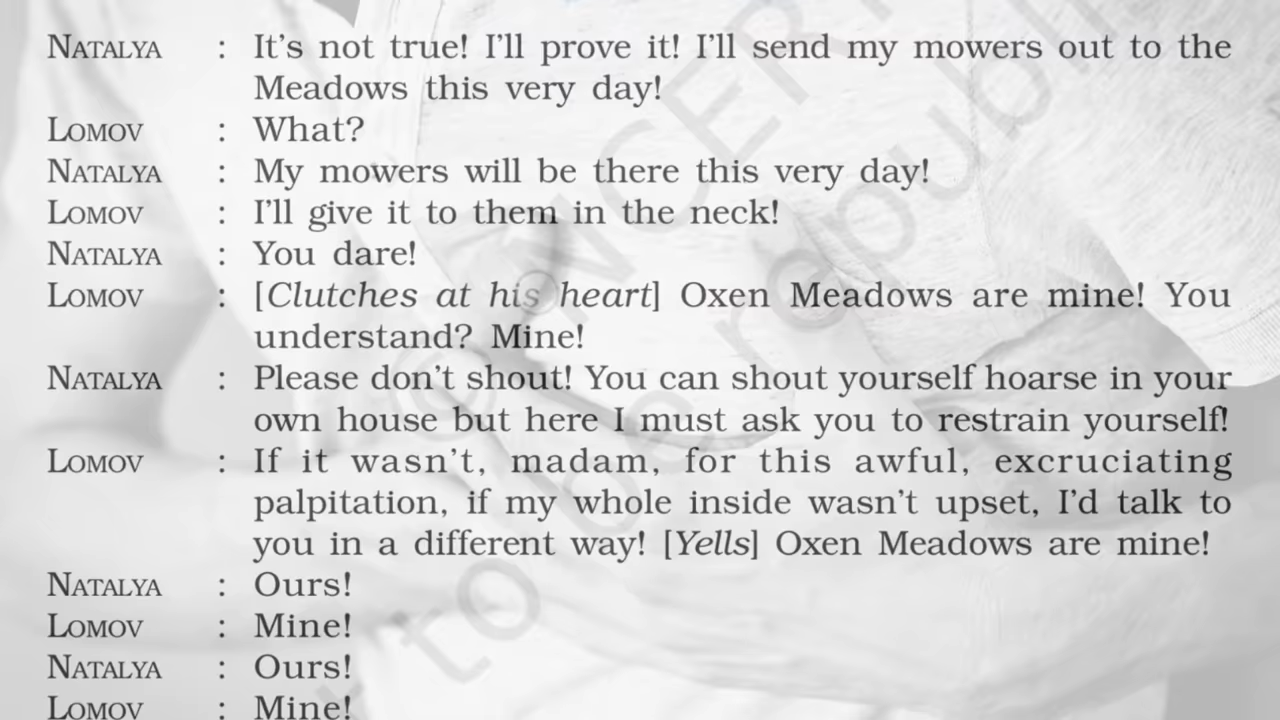 NATALYA : It's not true! I'll prove it! I'll send my mowers out to the
Meadows this very day!
LOMOV : What?
NATALYA : My mowers will be there this very day!
LOMOV : I'll give it to them in the neck!
NATALYA : You dare!
LOMOV : [Clutches at his heart] Oxen Meadows are mine! You
understand? Mine!
NATALYA : Please don't shout! You can shout yourself hoarse in your
own house but here I must ask you to restrain yourself!
LOMOV : If it wasn't, madam, for this awful, excruciating
palpitation, if my whole inside wasn't upset, I'd talk to
you in a different way! [Yells] Oxen Meadows are mine!
NATALYA : Ours!
LOMOV : Mine!
NATALYA : Ours!
LOMOV : Mine!
© NCER
to be republi